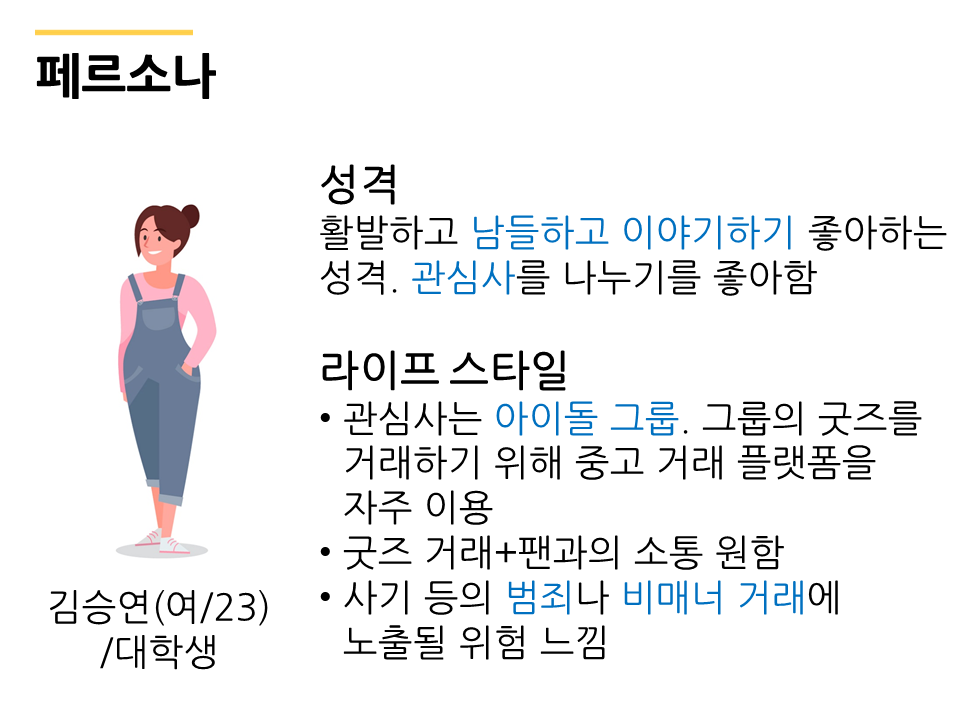 페르소나
성격
활발하고 남들하고 이야기하기 좋아하는
성격. 관심사를 나누기를 좋아함
라이프 스타일
• 관심사는 아이돌 그룹. 그룹의 굿즈를
거래하기 위해 중고 거래 플랫폼을
자주 이용
• 굿즈 거래+팬과의 소통 원함
• 사기 등의 범죄나 비매너 거래에
노출될 위험 느낌
김승연(여/23)
/대학생